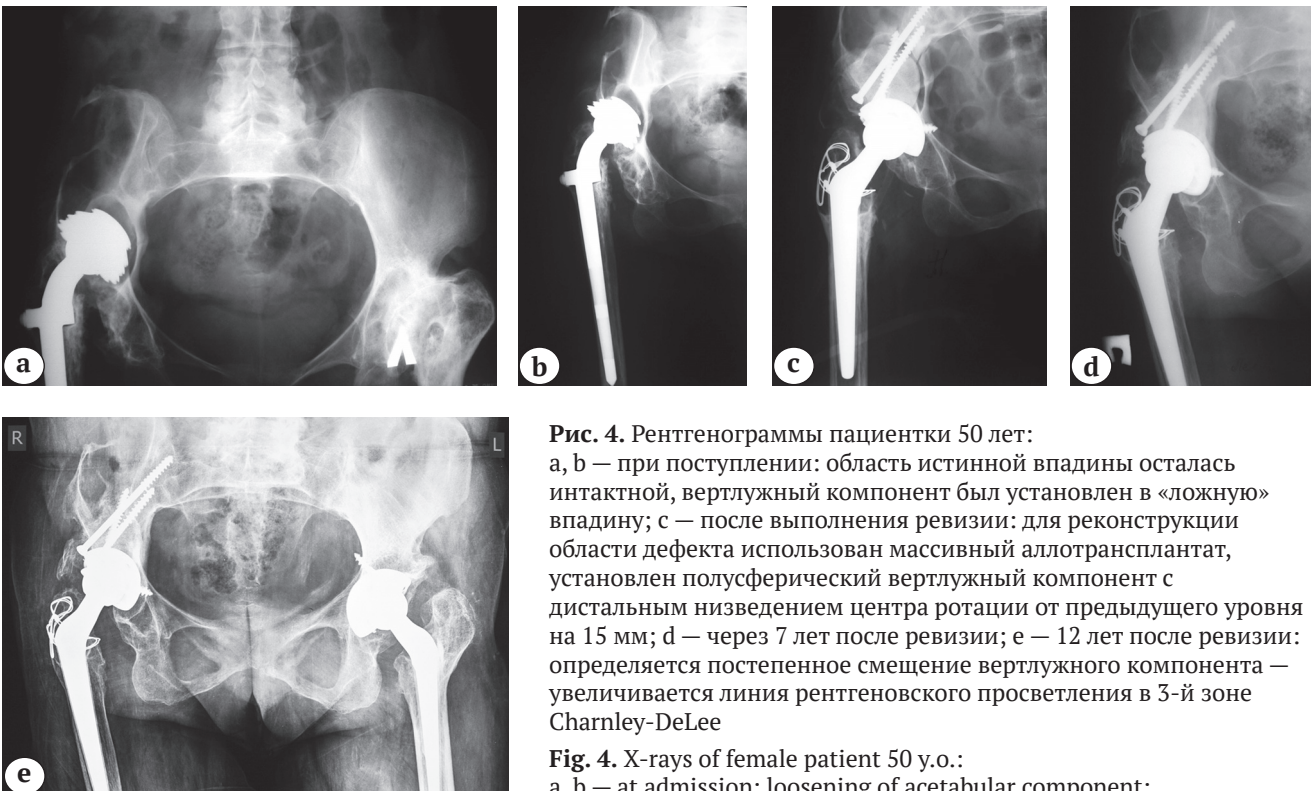 a
b
c
d
R
L
e
Рис. 4. Рентгенограммы пациентки 50 лет:
a, b — при поступлении: область истинной впадины осталась
интактной, вертлужный компонент был установлен в «ложную»
впадину; c — после выполнения ревизии: для реконструкции
области дефекта использован массивный аллотрансплантат,
установлен полусферический вертлужный компонент с
дистальным низведением центра ротации от предыдущего уровня
на 15 мм; d — через 7 лет после ревизии; e — 12 лет после ревизии:
определяется постепенное смещение вертлужного компонента —
увеличивается линия рентгеновского просветления в 3-й зоне
Charnley-DeLee
Fig. 4. X-rays of female patient 50 y.o.:
a, b — at admission: loosening of acetabular component;